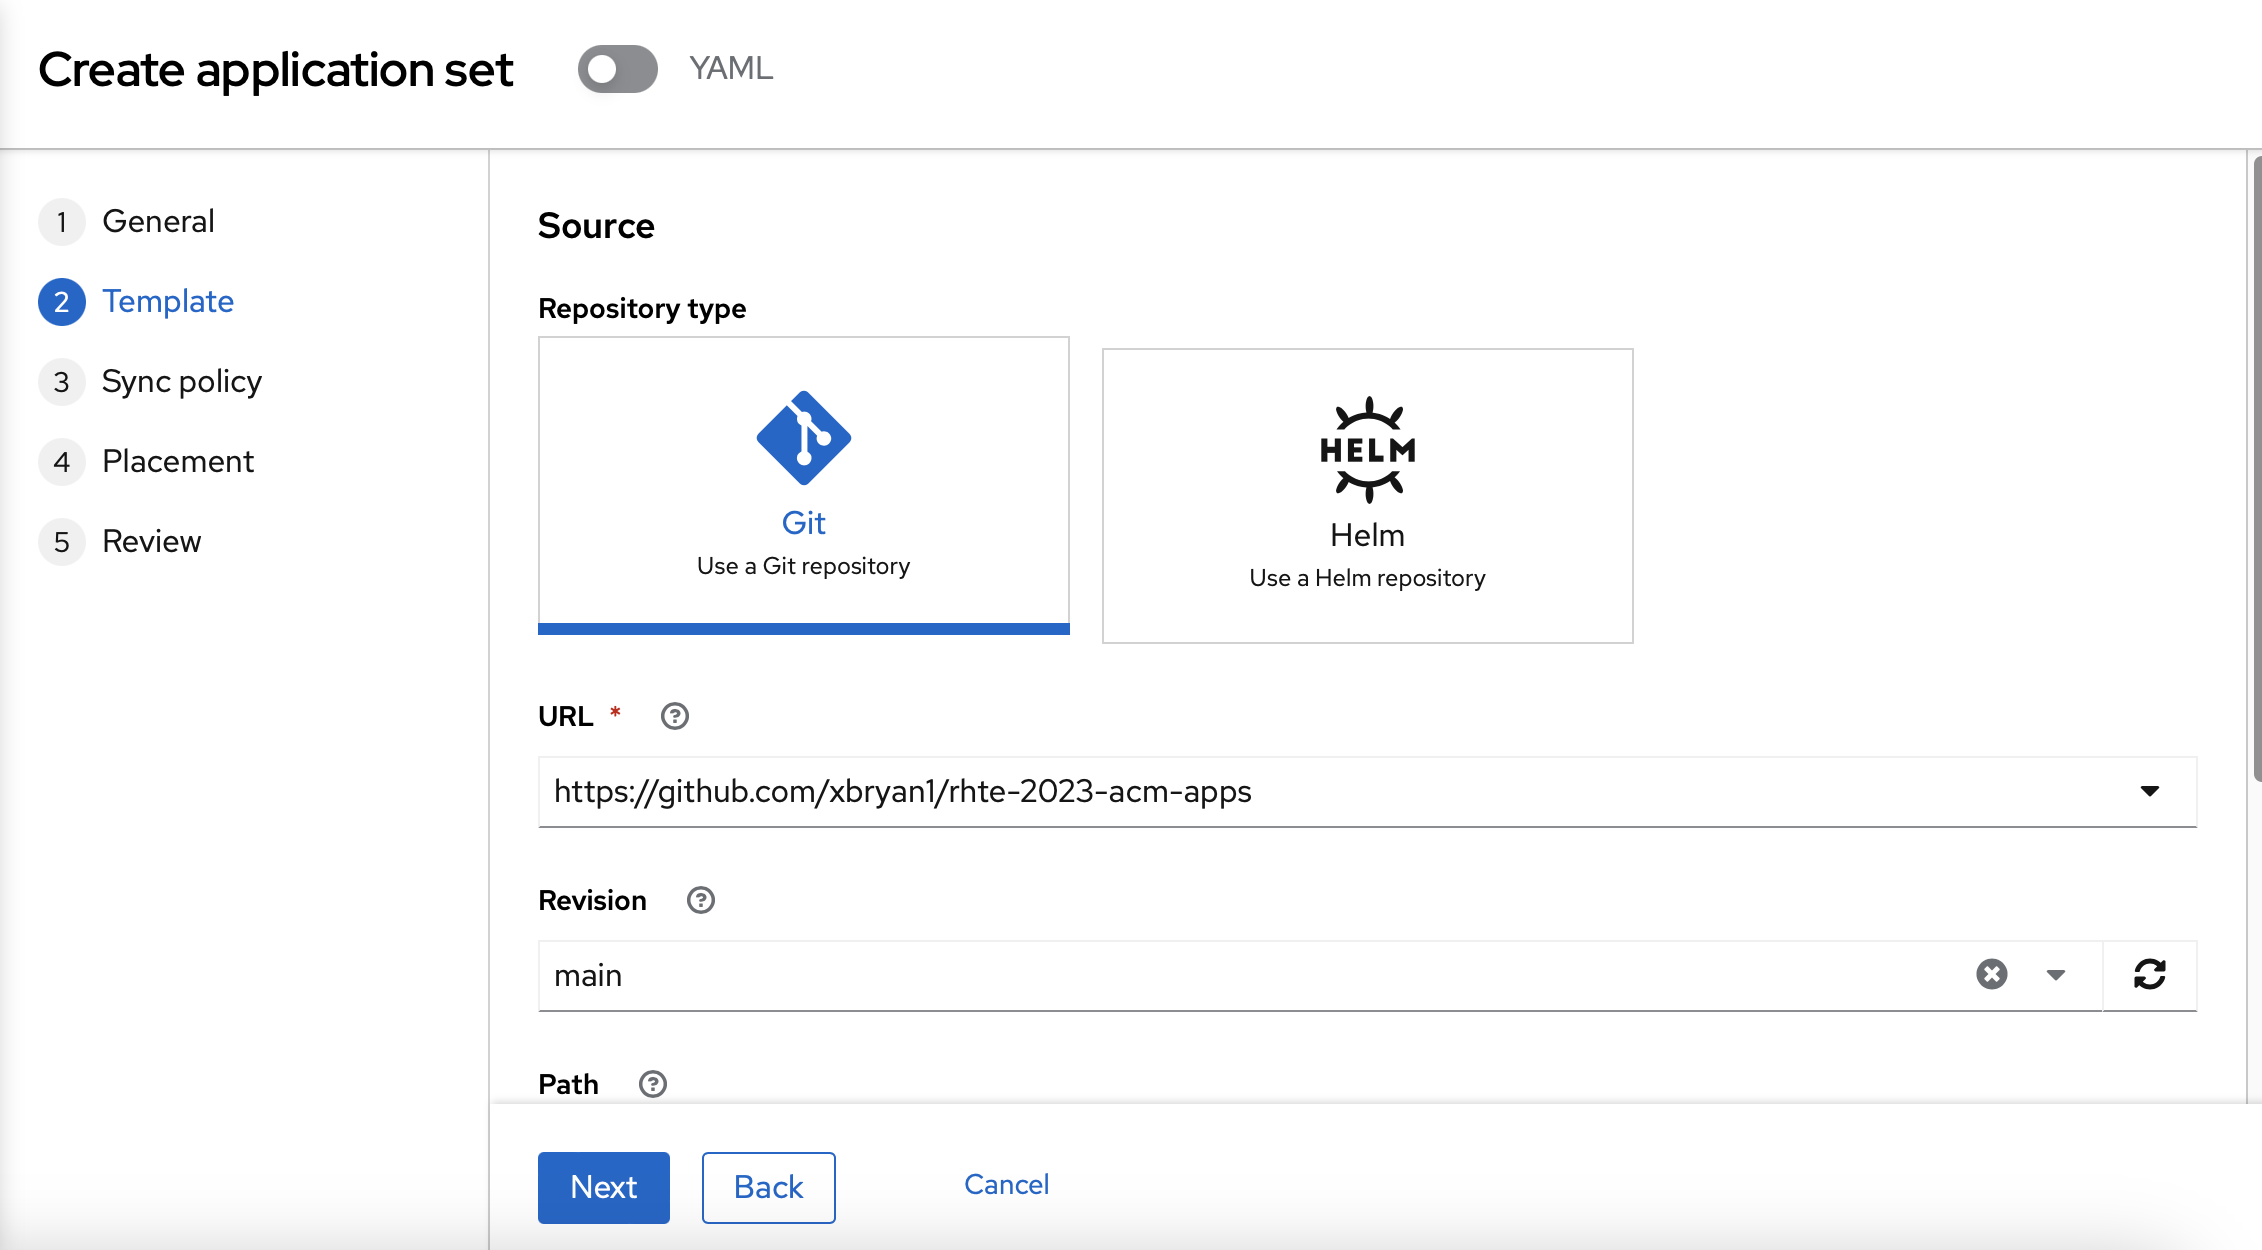 Create application set
YAML
1 General
2 Template
3 Sync policy
4 Placement
5 Review
Source
Repository type
Git
Use a Git repository
HELM
Helm
Use a Helm repository
URL *
https://github.com/xbryan1/rhte-2023-acm-apps
Revision
main
Path
Next
Back
Cancel